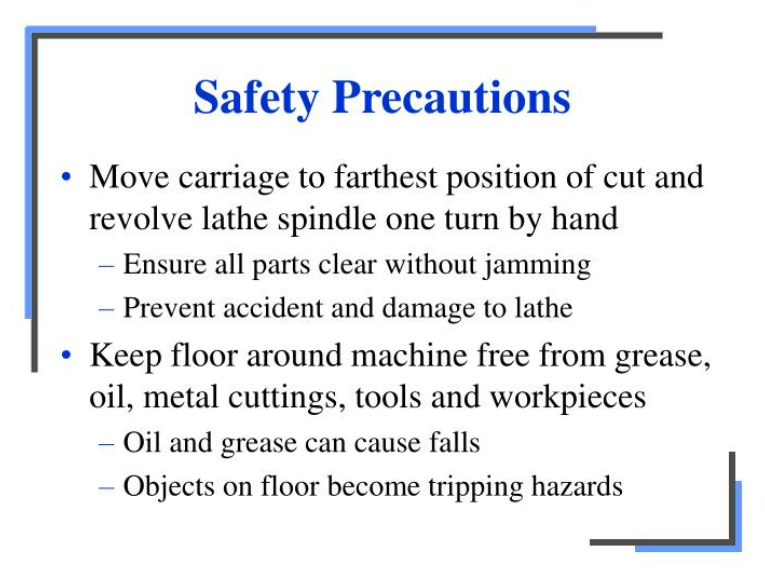 Safety Precautions
• Move carriage to farthest position of cut and
revolve lathe spindle one turn by hand
– Ensure all parts clear without jamming
– Prevent accident and damage to lathe
• Keep floor around machine free from grease,
oil, metal cuttings, tools and workpieces
– Oil and grease can cause falls
– Objects on floor become tripping hazards